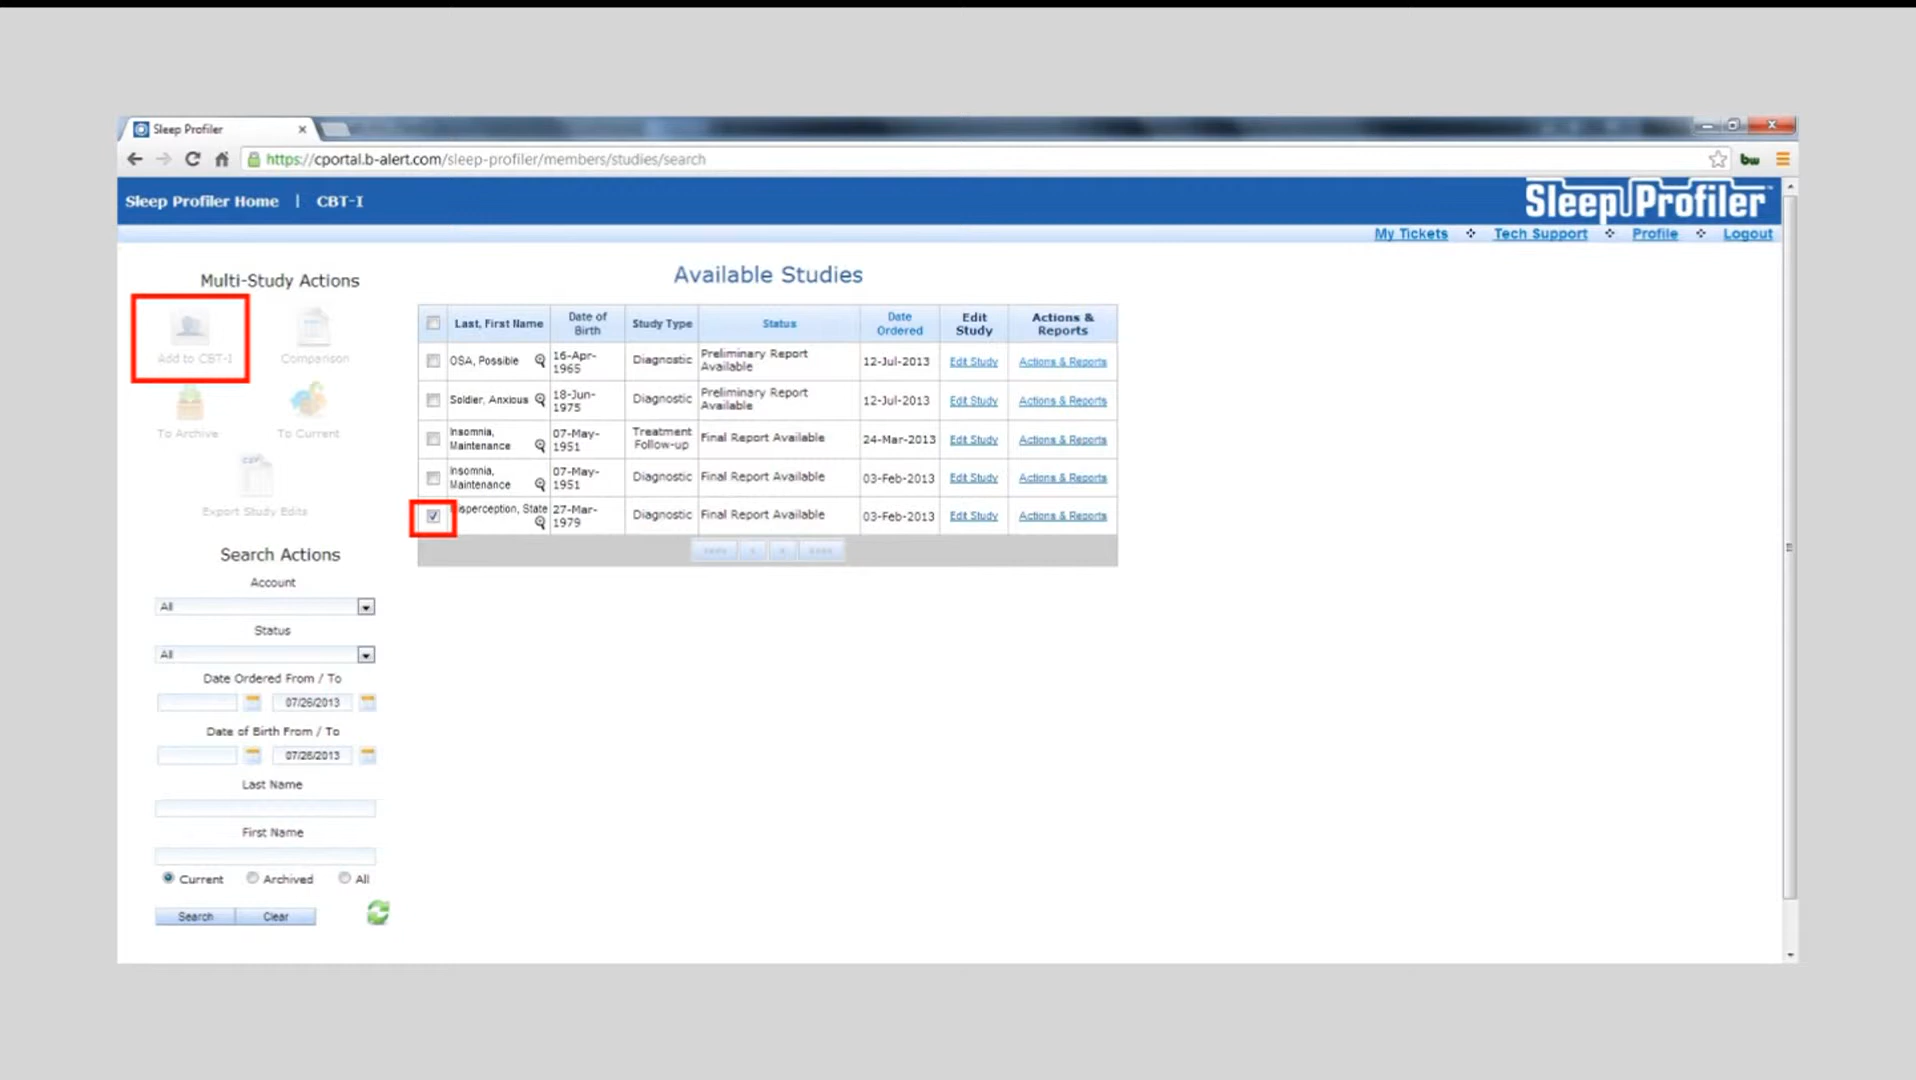 Sleep Profiler
https://cportal.b-alert.com/sleep-profiler/members/studies/search
bw
Sleep Profiler Home | CBT-I
Sleep Profiler
My Tickets Tech Support Profile Logout
Multi-Study Actions
Add to CBT-I Comparison
To Archive To Current
CSV
Export Study Edits
Available Studies
Last, First Name Date of Birth Study Type Status Date Ordered Edit Study Actions & Reports
OSA, Possible 16-Apr-1965 Diagnostic Preliminary Report Available 12-Jul-2013 Edit Study Actions & Reports
Soldier, Anxious 18-Jun-1975 Diagnostic Preliminary Report Available 12-Jul-2013 Edit Study Actions & Reports
Insomnia, Maintenance 07-May-1951 Treatment Follow-up Final Report Available 24-Mar-2013 Edit Study Actions & Reports
Insomnia, Maintenance 07-May-1951 Diagnostic Final Report Available 03-Feb-2013 Edit Study Actions & Reports
isperception, State 27-Mar-1979 Diagnostic Final Report Available 03-Feb-2013 Edit Study Actions & Reports
Search Actions
Account
All
Status
All
Date Ordered From / To
07/26/2013
Date of Birth From / To
07/26/2013
Last Name
First Name
Current Archived All
Search Clear